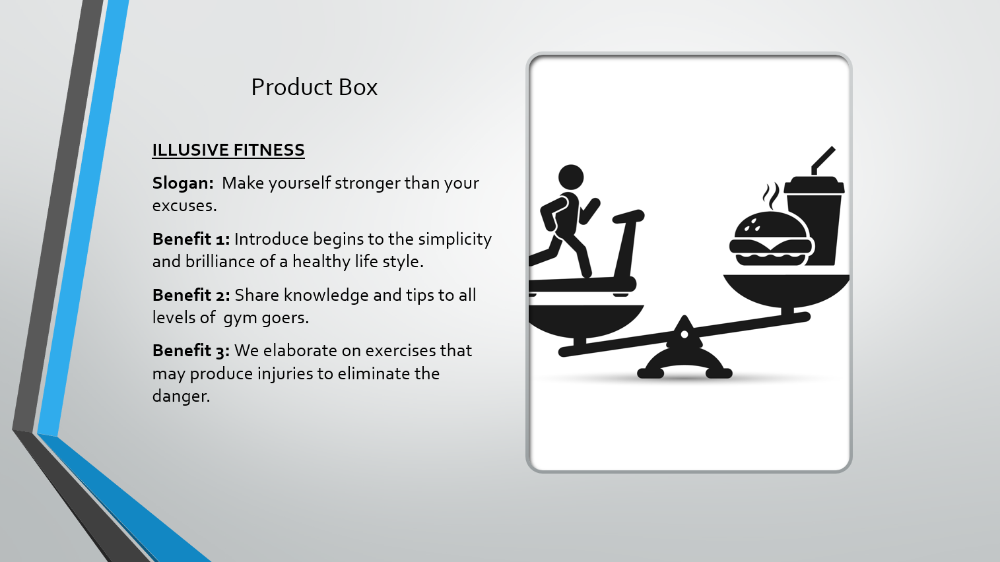 Product Box
ILLUSIVE FITNESS
Slogan:  Make yourself stronger than your
excuses.
Benefit 1: Introduce begins to the simplicity
and brilliance of a healthy life style.
Benefit 2: Share knowledge and tips to all
levels of  gym goers.
Benefit 3: We elaborate on exercises that
may produce injuries to eliminate the
danger.